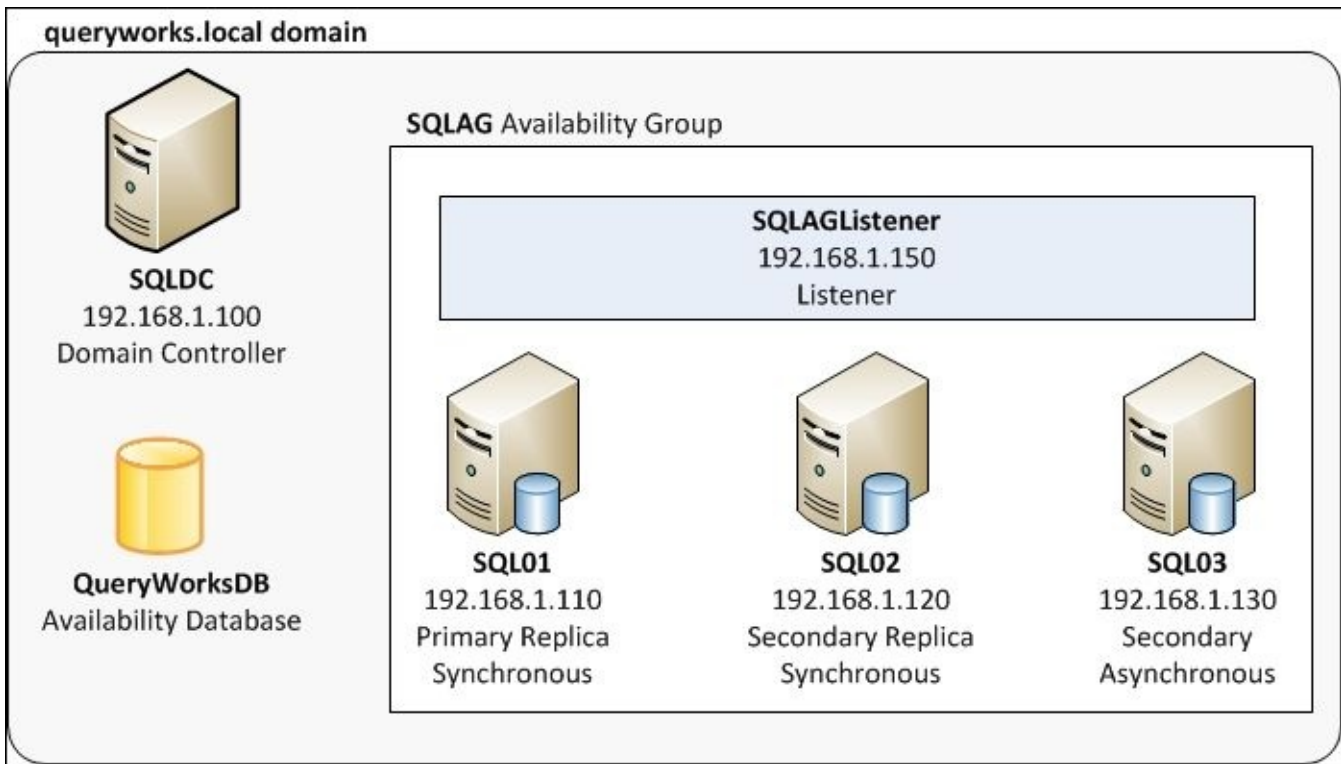 queryworks.local domain
SQLDC
192.168.1.100
Domain Controller
QueryWorksDB
Availability Database
SQLAG Availability Group
SQLAGListener
192.168.1.150
Listener
SQL01
192.168.1.110
Primary Replica
Synchronous
SQL02
192.168.1.120
Secondary Replica
Synchronous
SQL03
192.168.1.130
Secondary
Asynchronous